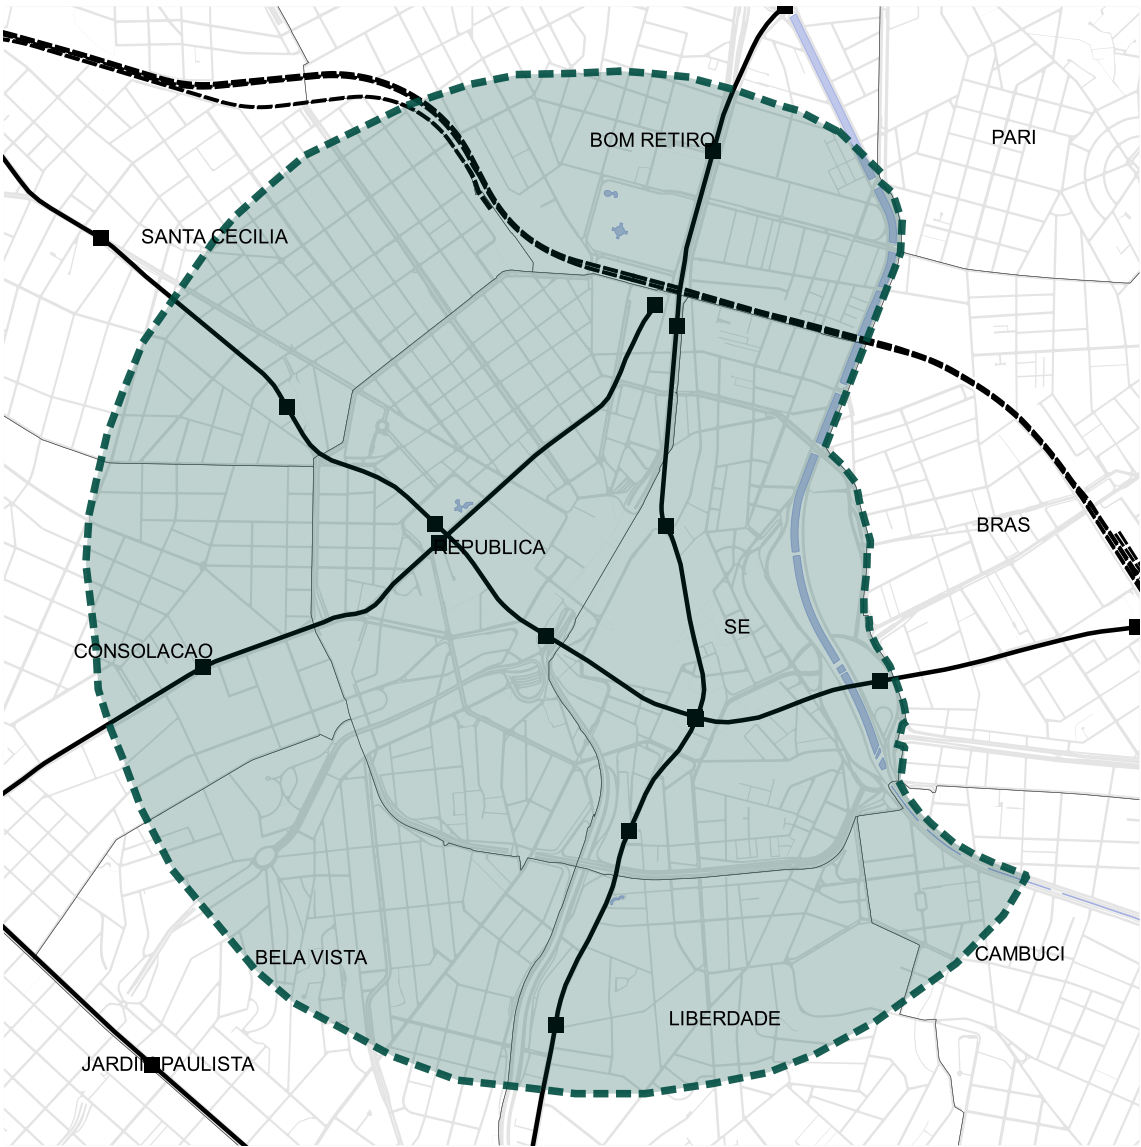 BOM RETIRO
PARI
SANTA CECILIA
BRAS
REPUBLICA
SE
CONSOLACAO
CAMBUCI
BELA VISTA
LIBERDADE
JARDIM PAULISTA